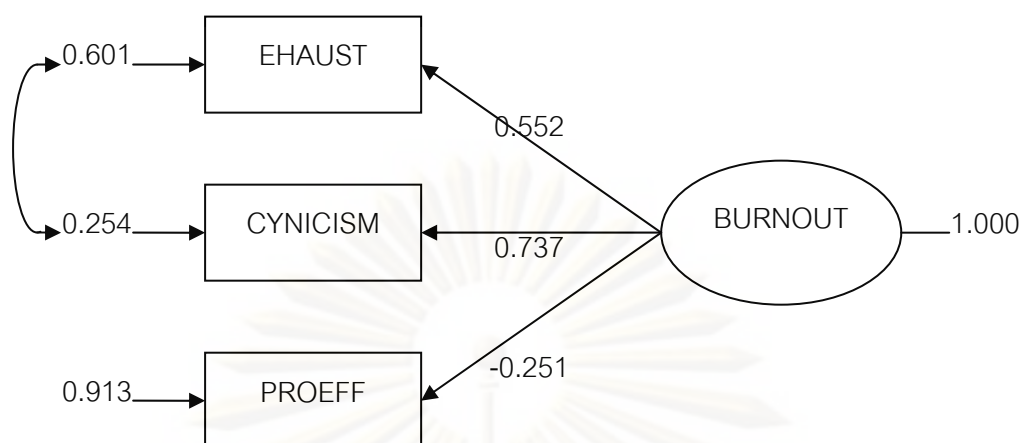 0.601 EHAUST
0.552
0.254 CYNICISM BURNOUT 1.000
0.737
-0.251
0.913 PROEFF